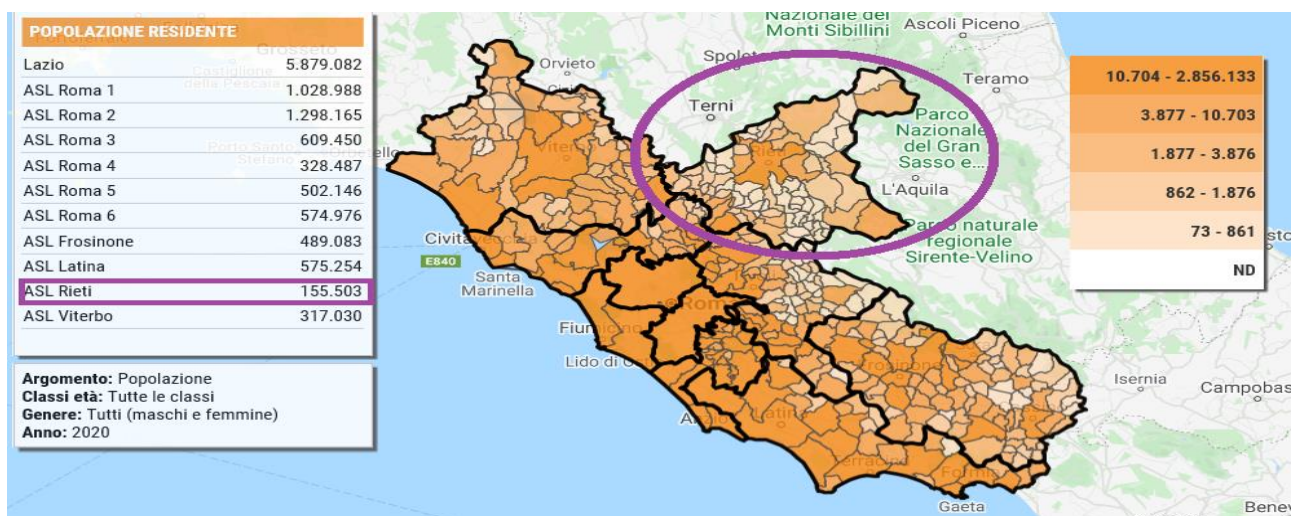 POPOLAZIONE RESIDENTE
Lazio 5.879.082
ASL Roma 1 1.028.988
ASL Roma 2 1.298.165
ASL Roma 3 609.450
ASL Roma 4 328.487
ASL Roma 5 502.146
ASL Roma 6 574.976
ASL Frosinone 489.083
ASL Latina 575.254
ASL Rieti 155.503
ASL Viterbo 317.030
Argomento: Popolazione
Classi età: Tutte le classi
Genere: Tutti (maschi e femmine)
Anno: 2020
Grosseto
Orvieto
Nazionale dei
Monti Sibillini
Ascoli Piceno
Terni
Teramo
Parco
Nazionale
del Gran
Sasso e...
Rieti
L'Aquila
Parco naturale
regionale
Sirente-Velino
E840
Santa
Marinella
Lido di
Latina
Isernia
Gaeta
10.704 - 2.856.133
3.877 - 10.703
1.877 - 3.876
862 - 1.876
73 - 861
ND